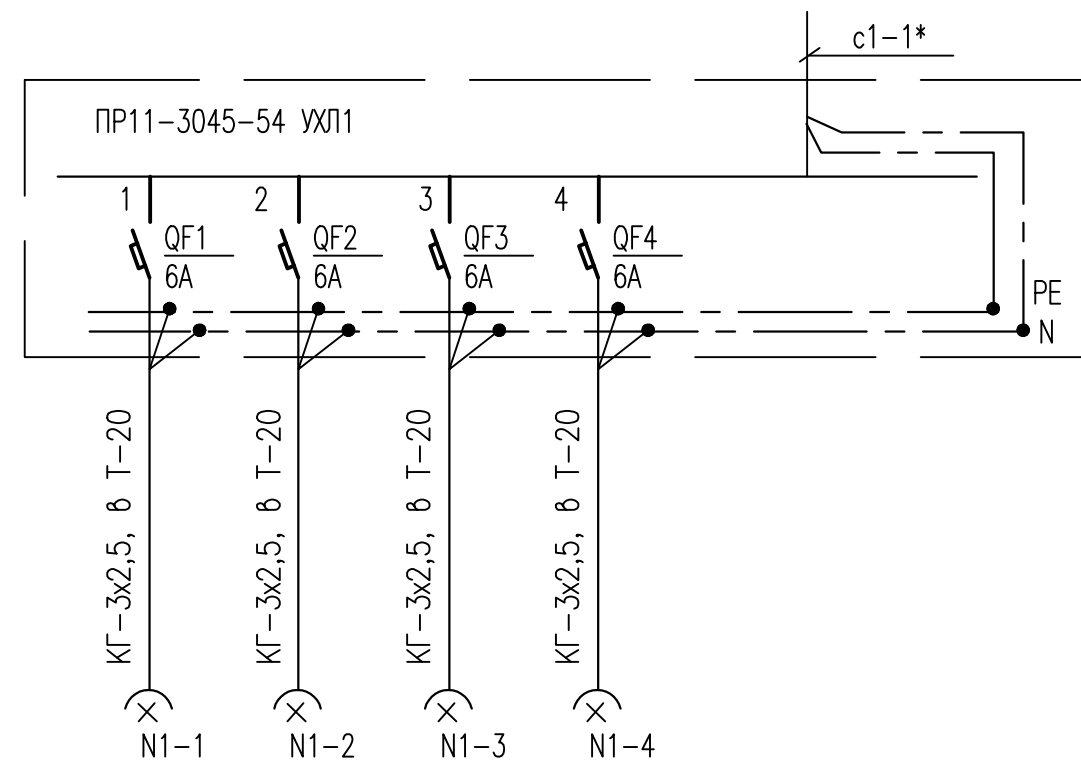 с1-1*
ПР11-3045-54 УХЛ1
1 2 3 4
QF1 QF2 QF3 QF4
6А 6А 6А 6А
PE
N
КГ-3х2,5, в Т-20
КГ-3х2,5, в Т-20
КГ-3х2,5, в Т-20
КГ-3х2,5, в Т-20
N1-1 N1-2 N1-3 N1-4